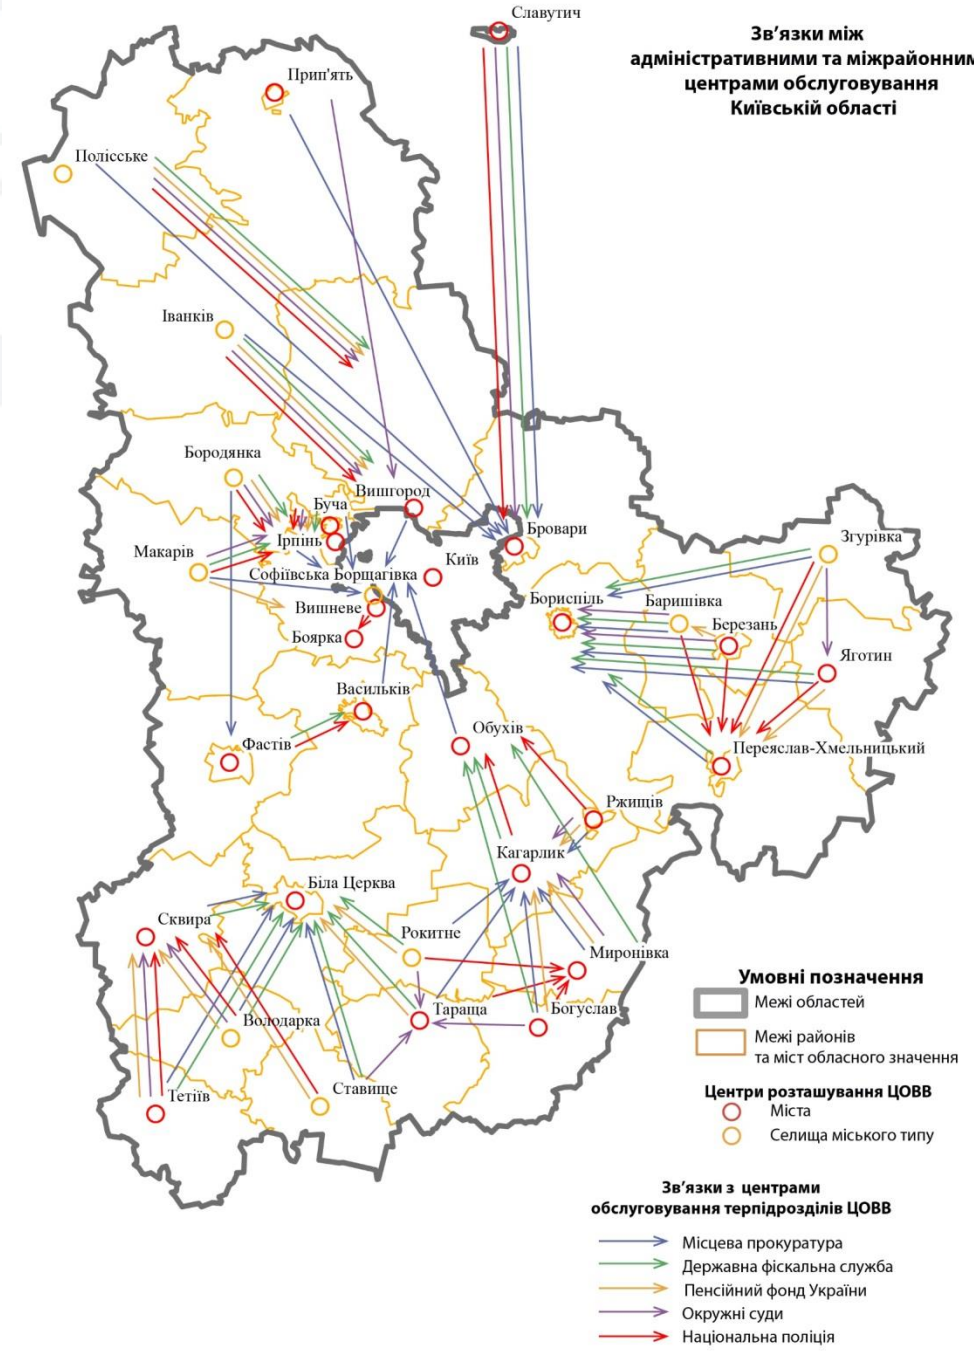 Славутич
Зв'язки між
адміністративними та міжрайонним
центрами обслуговування
Київській області
Прип'ять
Полісське
Іванків
Бородянка
Вишгород
Буча
Бровари
Ірпінь
Макарів
Київ
Згурівка
Софіївська Борщагівка
Бориспіль
Баришівка
Вишневе
Березань
Боярка
Яготин
Васильків
Обухів
Фастів
Переяслав-Хмельницький
Ржищів
Кагарлик
Біла Церква
Сквира
Рокитне
Миронівка
Умовні позначення
Межі областей
Тараща
Богуслав
Володарка
Межі районів
та міст обласного значення
Ставище
Тетіїв
Центри розташування ЦОВВ
Міста
Селища міського типу
Зв'язки з центрами
обслуговування терпідрозділів ЦОВВ
Місцева прокуратура
Державна фіскальна служба
Пенсійний фонд України
Окружні суди
Національна поліція